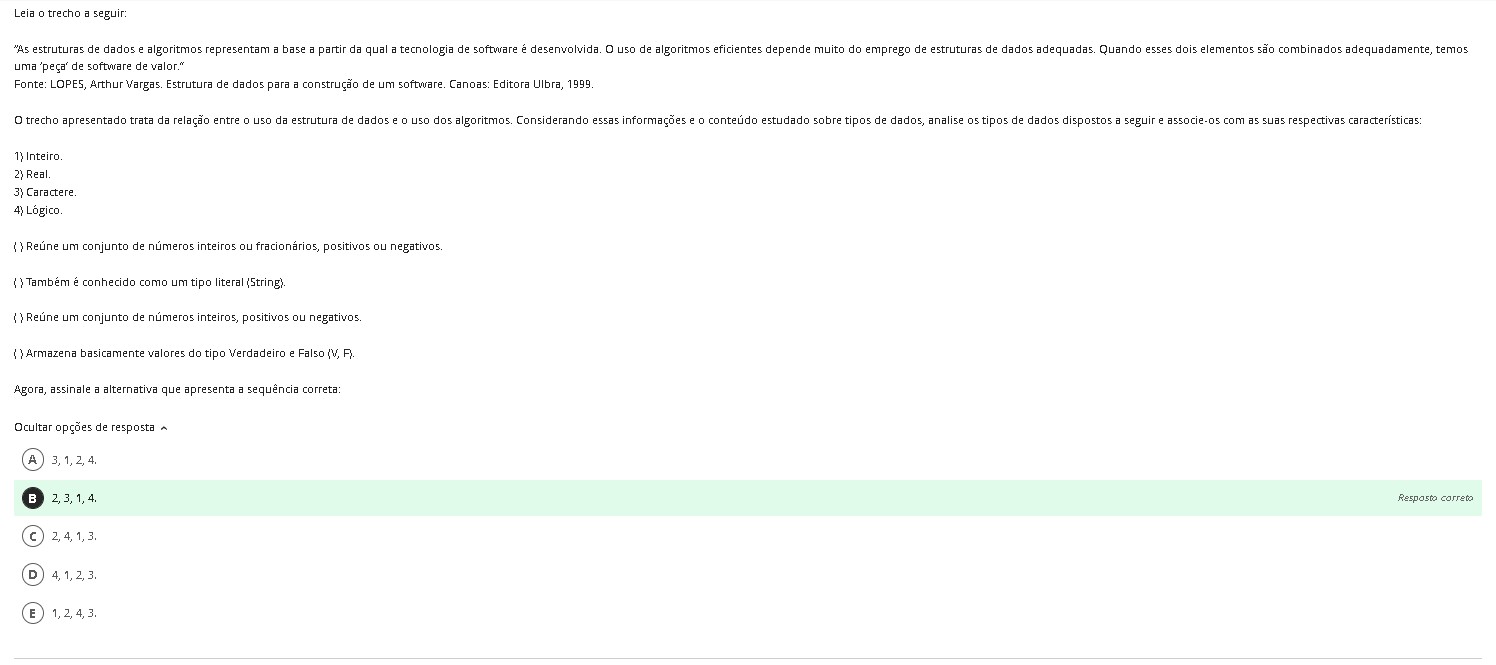 Leia o trecho a seguir:
"As estruturas de dados e algoritmos representam a base a partir da qual a tecnologia de software é desenvolvida. O uso de algoritmos eficientes depende muito do emprego de estruturas de dados adequadas. Quando esses dois elementos são combinados adequadamente, temos
uma 'peça' de software de valor."
Fonte: LOPES, Arthur Vargas. Estrutura de dados para a construção de um software. Canoas: Editora Ulbra, 1999.
O trecho apresentado trata da relação entre o uso da estrutura de dados e o uso dos algoritmos. Considerando essas informações e o conteúdo estudado sobre tipos de dados, analise os tipos de dados dispostos a seguir e associe-os com as suas respectivas características:
1) Inteiro.
2) Real.
3) Caractere.
4) Lógico.
( ) Reúne um conjunto de números inteiros ou fracionários, positivos ou negativos.
( ) Também é conhecido como um tipo literal (String).
( ) Reúne um conjunto de números inteiros, positivos ou negativos.
( ) Armazena basicamente valores do tipo Verdadeiro e Falso (V, F).
Agora, assinale a alternativa que apresenta a sequência correta:
Ocultar opções de resposta
A 3, 1, 2, 4.
B 2, 3, 1, 4. Resposta correta
C 2, 4, 1, 3.
D 4, 1, 2, 3.
E 1, 2, 4, 3.